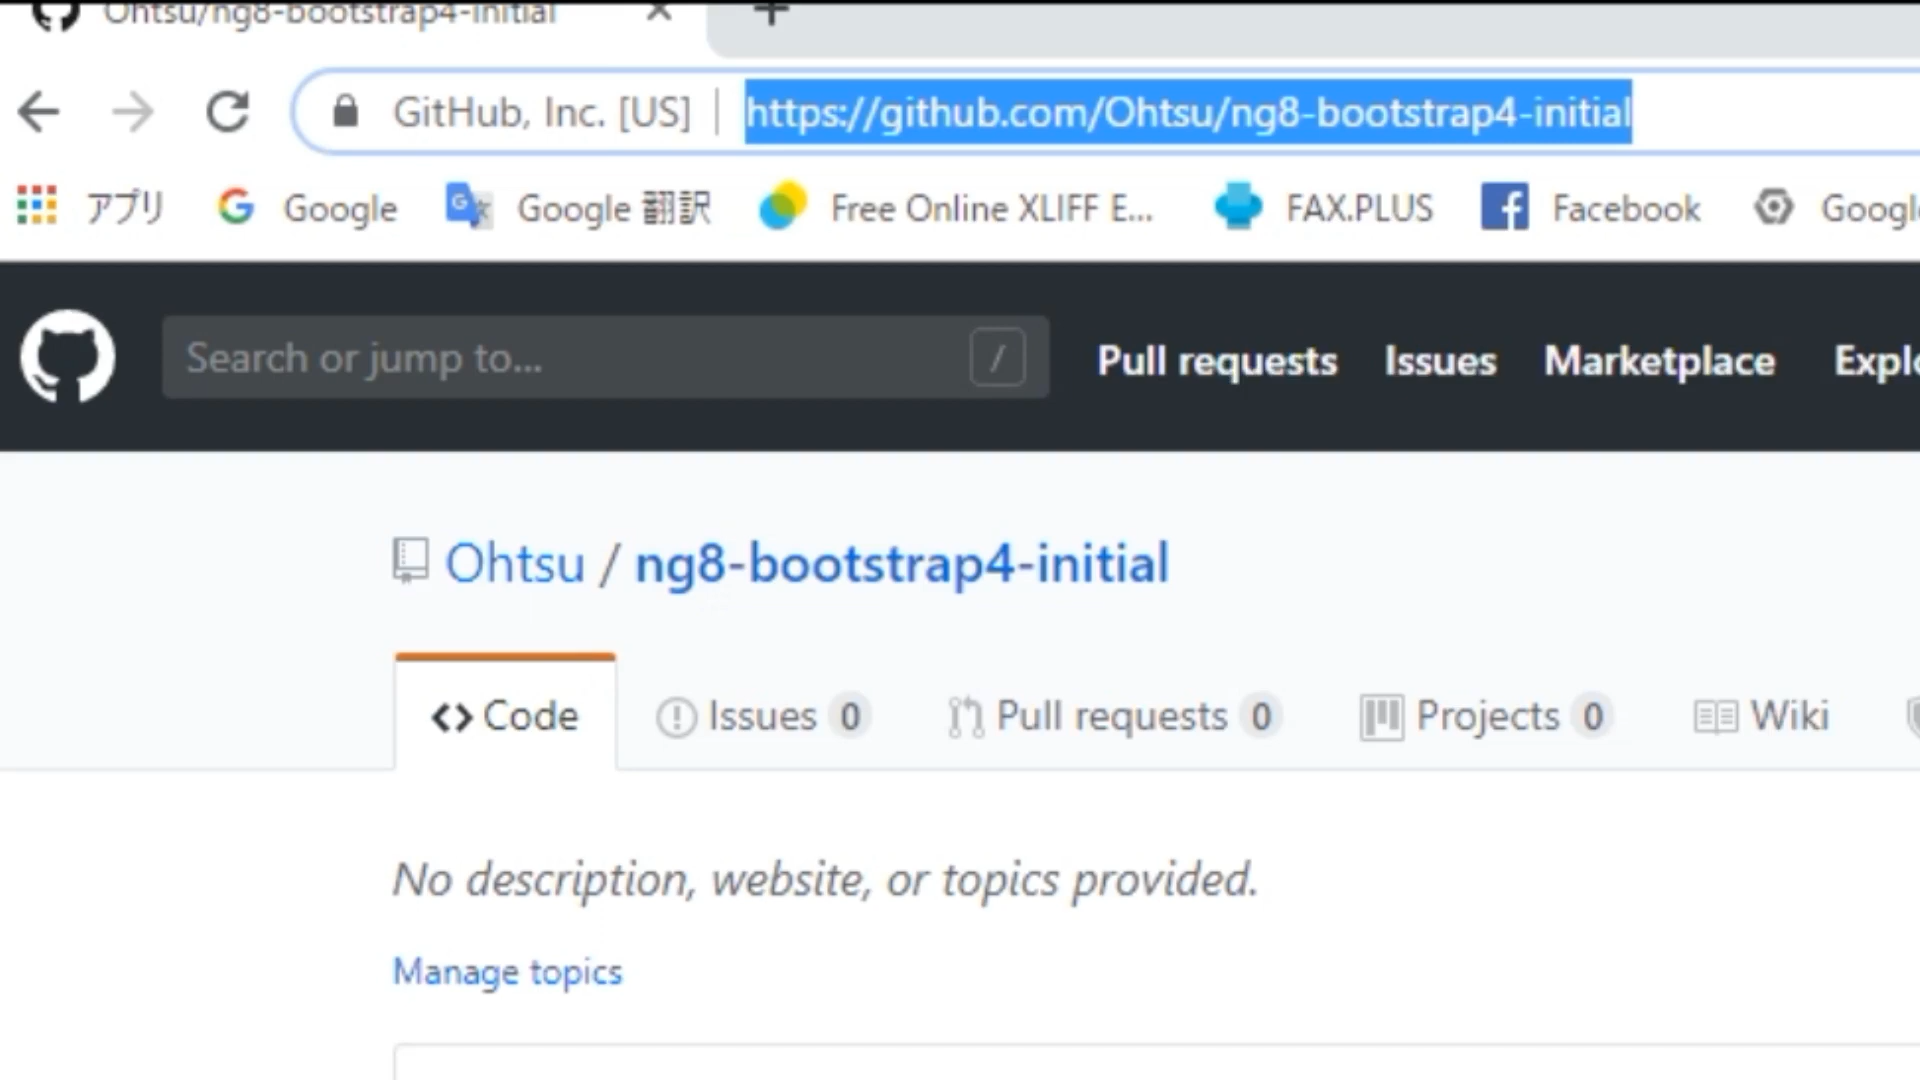 Ohtsu/ng8-bootstrap4-initial
GitHub, Inc. [US] | https://github.com/Ohtsu/ng8-bootstrap4-initial
アプリ Google Google 翻訳 Free Online XLIFF E... FAX.PLUS Facebook Googl
Search or jump to... / Pull requests Issues Marketplace Explo
Ohtsu / ng8-bootstrap4-initial
Code Issues 0 Pull requests 0 Projects 0 Wiki
No description, website, or topics provided.
Manage topics